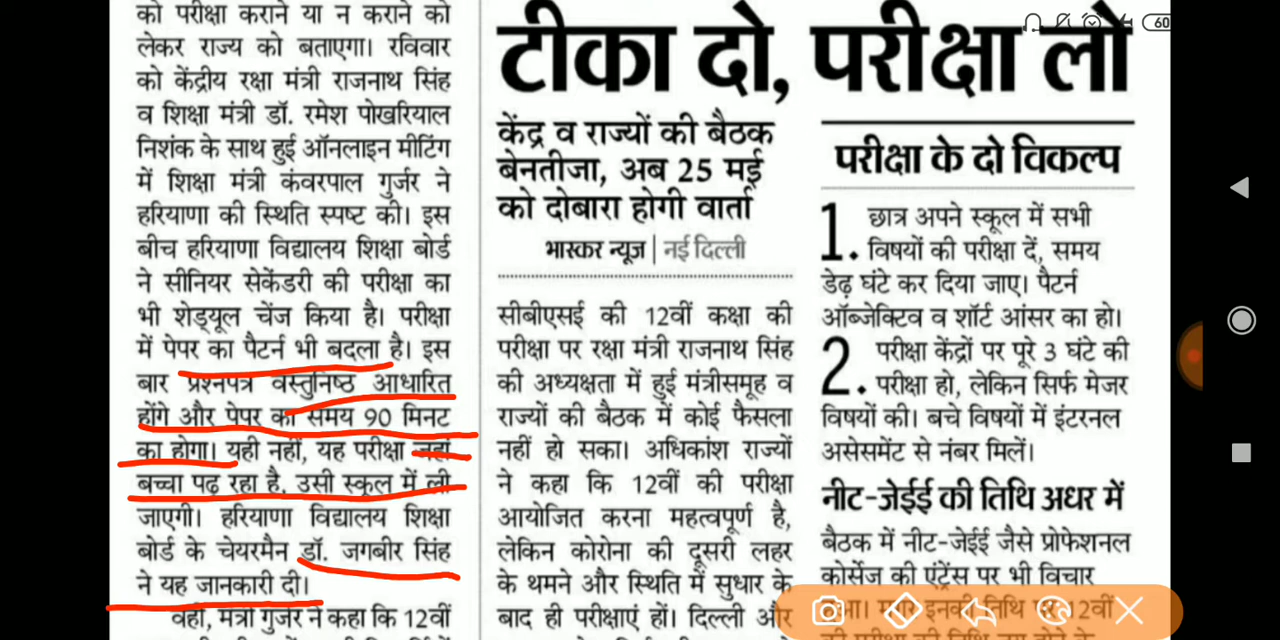 को परीक्षा कराने या न कराने को
लेकर राज्य को बताएगा। रविवार
को केंद्रीय रक्षा मंत्री राजनाथ सिंह
व शिक्षा मंत्री डॉ. रमेश पोखरियाल
निशंक के साथ हुई ऑनलाइन मीटिंग
में शिक्षा मंत्री कंवरपाल गुर्जर ने
हरियाणा की स्थिति स्पष्ट की। इस
बीच हरियाणा विद्यालय शिक्षा बोर्ड
ने सीनियर सेकेंडरी की परीक्षा का
भी शेड्यूल चेंज किया है। परीक्षा
में पेपर का पैटर्न भी बदला है। इस
बार प्रश्नपत्र वस्तुनिष्ठ आधारित
होंगे और पेपर का समय 90 मिनट
का होगा। यही नहीं, यह परीक्षा जहां
बच्चा पढ़ रहा है, उसी स्कूल में ली
जाएगी। हरियाणा विद्यालय शिक्षा
बोर्ड के चेयरमैन डॉ. जगबीर सिंह
ने यह जानकारी दी।
वहीं, मंत्री गुर्जर ने कहा कि 12वीं
टीका दो, परीक्षा लो
केंद्र व राज्यों की बैठक
बेनतीजा, अब 25 मई
को दोबारा होगी वार्ता
भास्कर न्यूज | नई दिल्ली
सीबीएसई की 12वीं कक्षा की
परीक्षा पर रक्षा मंत्री राजनाथ सिंह
की अध्यक्षता में हुई मंत्रीसमूह व
राज्यों की बैठक में कोई फैसला
नहीं हो सका। अधिकांश राज्यों
ने कहा कि 12वीं की परीक्षा
आयोजित करना महत्वपूर्ण है,
लेकिन कोरोना की दूसरी लहर
के थमने और स्थिति में सुधार के
बाद ही परीक्षाएं हों। दिल्ली और
परीक्षा के दो विकल्प
1. छात्र अपने स्कूल में सभी
विषयों की परीक्षा दें, समय
डेढ़ घंटे कर दिया जाए। पैटर्न
ऑब्जेक्टिव व शॉर्ट आंसर का हो।
2. परीक्षा केंद्रों पर पूरे 3 घंटे की
परीक्षा हो, लेकिन सिर्फ मेजर
विषयों की। बचे विषयों में इंटरनल
असेसमेंट से नंबर मिलें।
नीट-जेईई की तिथि अधर में
बैठक में नीट-जेईई जैसे प्रोफेशनल
कोर्सेज की एंट्रेंस पर भी विचार
हुआ। मगर इनकी तिथि पर 12वीं
60